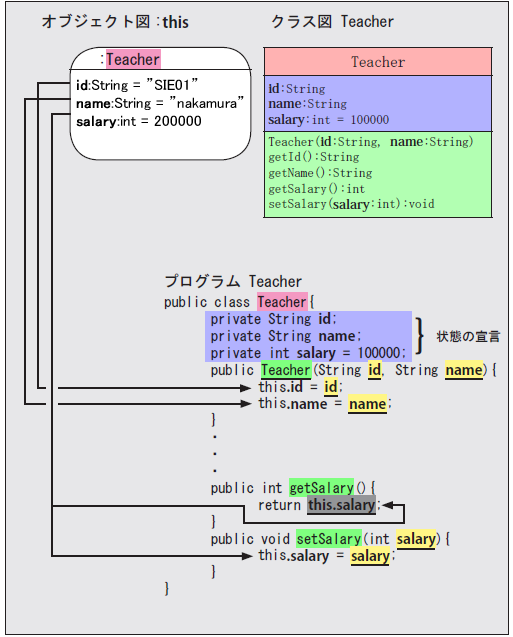 オブジェクト図：this
:Teacher
id:String = ”SIE01”
name:String = ”nakamura”
salary:int = 200000
クラス図 Teacher
Teacher
id:String
name:String
salary:int = 100000
Teacher(id:String, name:String)
getId():String
getName():String
getSalary():int
setSalary(salary:int):void
プログラム Teacher
public class Teacher{
private String id;
private String name;
private int salary = 100000;
状態の宣言
public Teacher(String id, String name){
this.id = id;
this.name = name;
}
・
・
・
public int getSalary(){
return this.salary;
}
public void setSalary(int salary){
this.salary = salary;
}
}